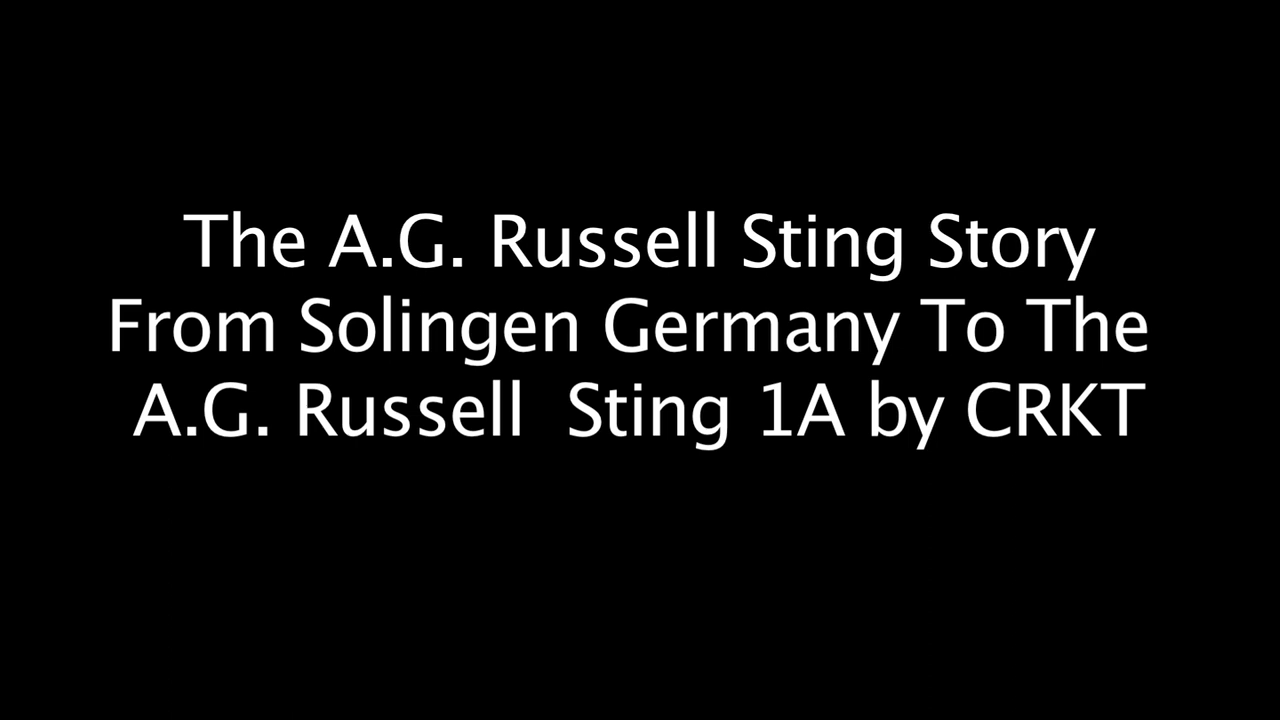 The A.G. Russell Sting Story
From Solingen Germany To The
A.G. Russell  Sting 1A by CRKT